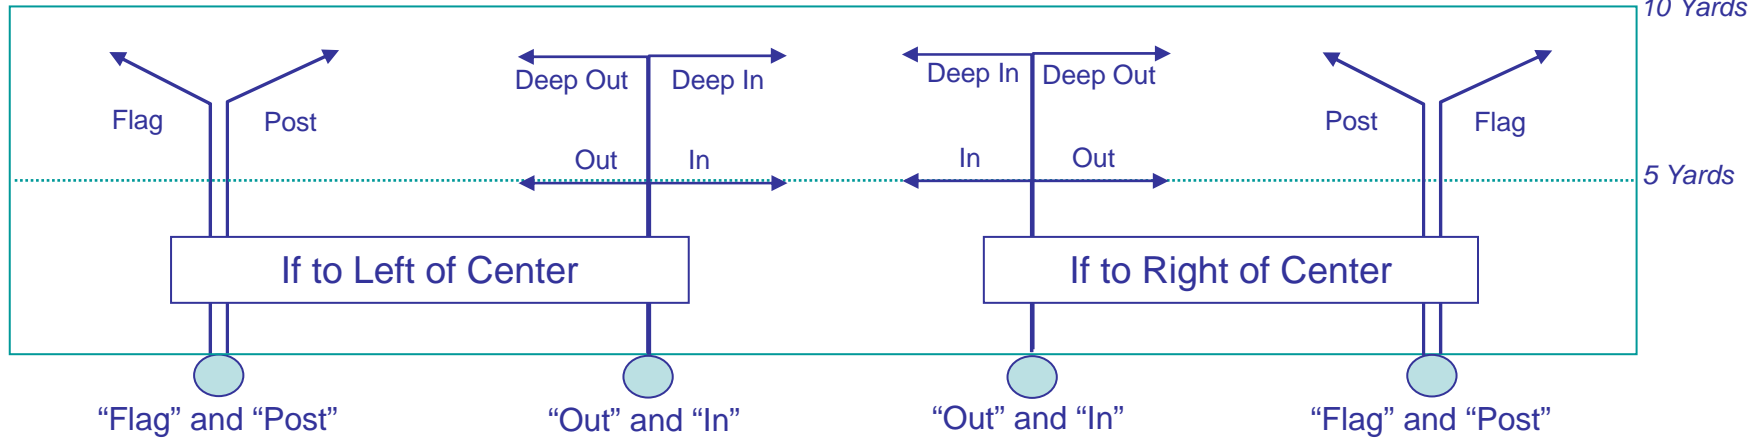 10 Yards
Deep Out
Deep In
Deep In
Deep Out
Flag
Post
Post
Flag
Out
In
In
Out
5 Yards
If to Left of Center
If to Right of Center
“Flag” and “Post”
“Out” and “In”
“Out” and “In”
“Flag” and “Post”